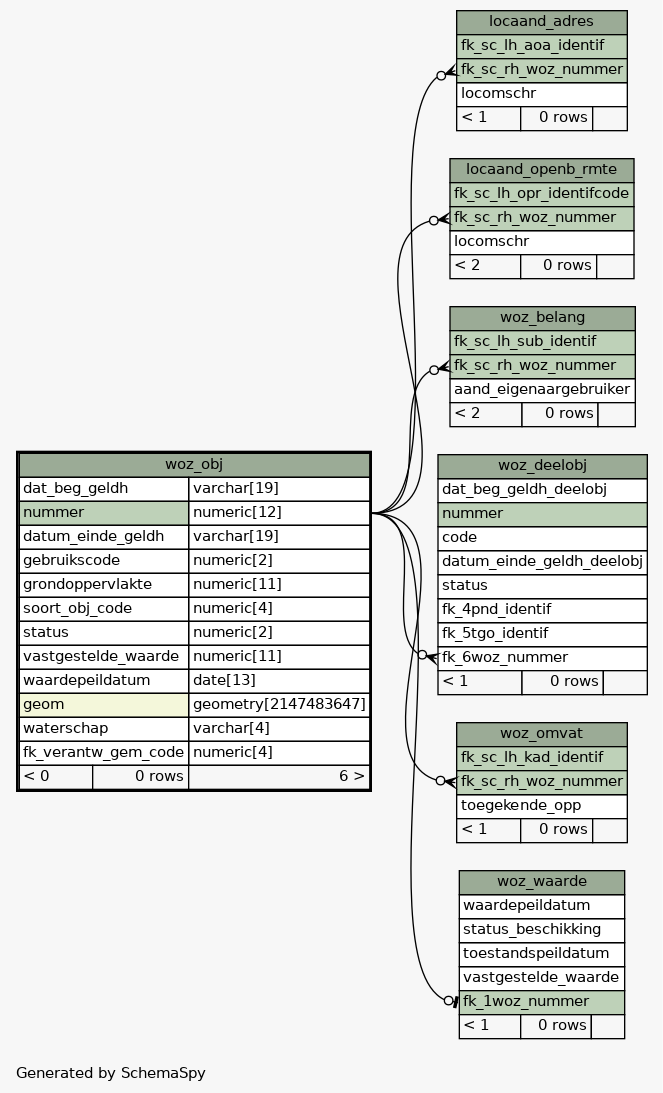 locaand_adres
fk_sc_lh_aoa_identif
fk_sc_rh_woz_nummer
locomschr
< 1 0 rows
locaand_openb_rmte
fk_sc_lh_opr_identifcode
fk_sc_rh_woz_nummer
locomschr
< 2 0 rows
woz_belang
fk_sc_lh_sub_identif
fk_sc_rh_woz_nummer
aand_eigenaargebruiker
< 2 0 rows
woz_obj
dat_beg_geldh varchar[19]
nummer numeric[12]
datum_einde_geldh varchar[19]
gebruikscode numeric[2]
grondoppervlakte numeric[11]
soort_obj_code numeric[4]
status numeric[2]
vastgestelde_waarde numeric[11]
waardepeildatum date[13]
geom geometry[2147483647]
waterschap varchar[4]
fk_verantw_gem_code numeric[4]
< 0 0 rows 6 >
woz_deelobj
dat_beg_geldh_deelobj
nummer
code
datum_einde_geldh_deelobj
status
fk_4pnd_identif
fk_5tgo_identif
fk_6woz_nummer
< 1 0 rows
woz_omvat
fk_sc_lh_kad_identif
fk_sc_rh_woz_nummer
toegekende_opp
< 1 0 rows
woz_waarde
waardepeildatum
status_beschikking
toestandspeildatum
vastgestelde_waarde
fk_1woz_nummer
< 1 0 rows
Generated by SchemaSpy